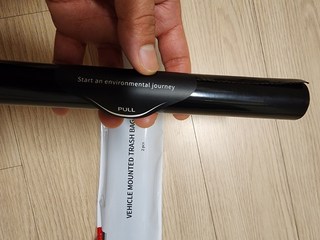 Start an environmental journey
PULL
VEHICLE MOUNTED TRASH BAG